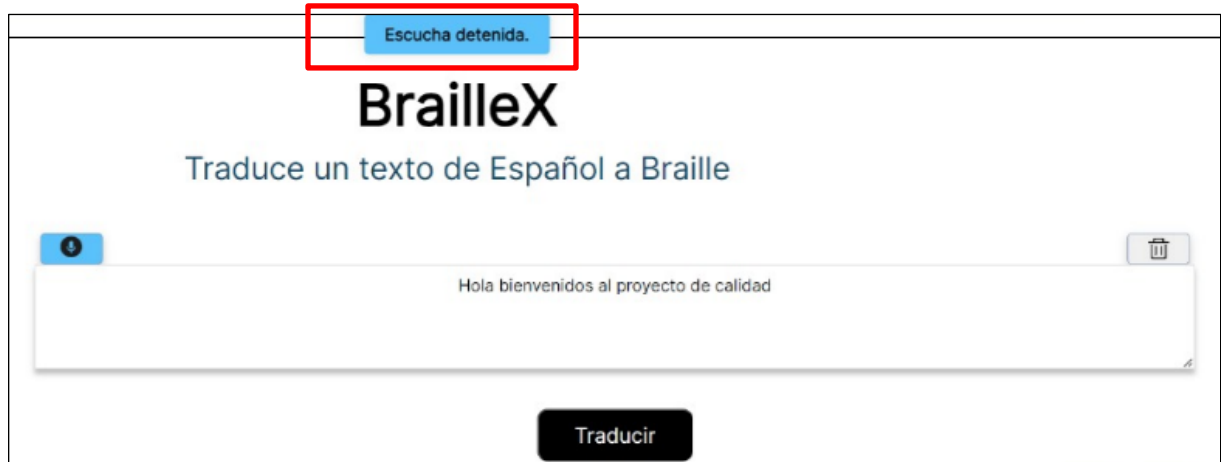 Escucha detenida.
BrailleX
Traduce un texto de Español a Braille
Hola bienvenidos al proyecto de calidad
Traducir